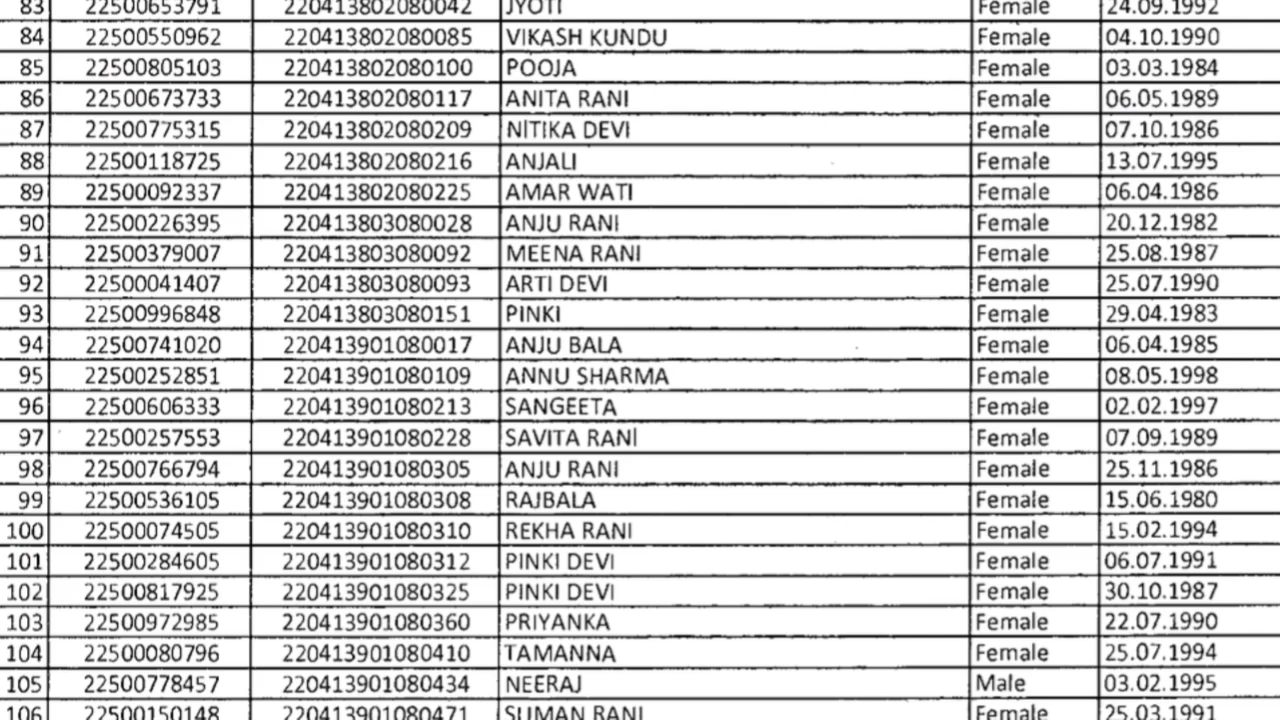 83 22500653791 220413802080042 JYOTI Female 24.09.1992
84 22500550962 220413802080085 VIKASH KUNDU Female 04.10.1990
85 22500805103 220413802080100 POOJA Female 03.03.1984
86 22500673733 220413802080117 ANITA RANI Female 06.05.1989
87 22500775315 220413802080209 NITIKA DEVI Female 07.10.1986
88 22500118725 220413802080216 ANJALI Female 13.07.1995
89 22500092337 220413802080225 AMAR WATI Female 06.04.1986
90 22500226395 220413803080028 ANJU RANI Female 20.12.1982
91 22500379007 220413803080092 MEENA RANI Female 25.08.1987
92 22500041407 220413803080093 ARTI DEVI Female 25.07.1990
93 22500996848 220413803080151 PINKI Female 29.04.1983
94 22500741020 220413901080017 ANJU BALA Female 06.04.1985
95 22500252851 220413901080109 ANNU SHARMA Female 08.05.1998
96 22500606333 220413901080213 SANGEETA Female 02.02.1997
97 22500257553 220413901080228 SAVITA RANI Female 07.09.1989
98 22500766794 220413901080305 ANJU RANI Female 25.11.1986
99 22500536105 220413901080308 RAJBALA Female 15.06.1980
100 22500074505 220413901080310 REKHA RANI Female 15.02.1994
101 22500284605 220413901080312 PINKI DEVI Female 06.07.1991
102 22500817925 220413901080325 PINKI DEVI Female 30.10.1987
103 22500972985 220413901080360 PRIYANKA Female 22.07.1990
104 22500080796 220413901080410 TAMANNA Female 25.07.1994
105 22500778457 220413901080434 NEERAJ Male 03.02.1995
106 22500150148 220413901080471 SUMAN RANI Female 25.03.1991